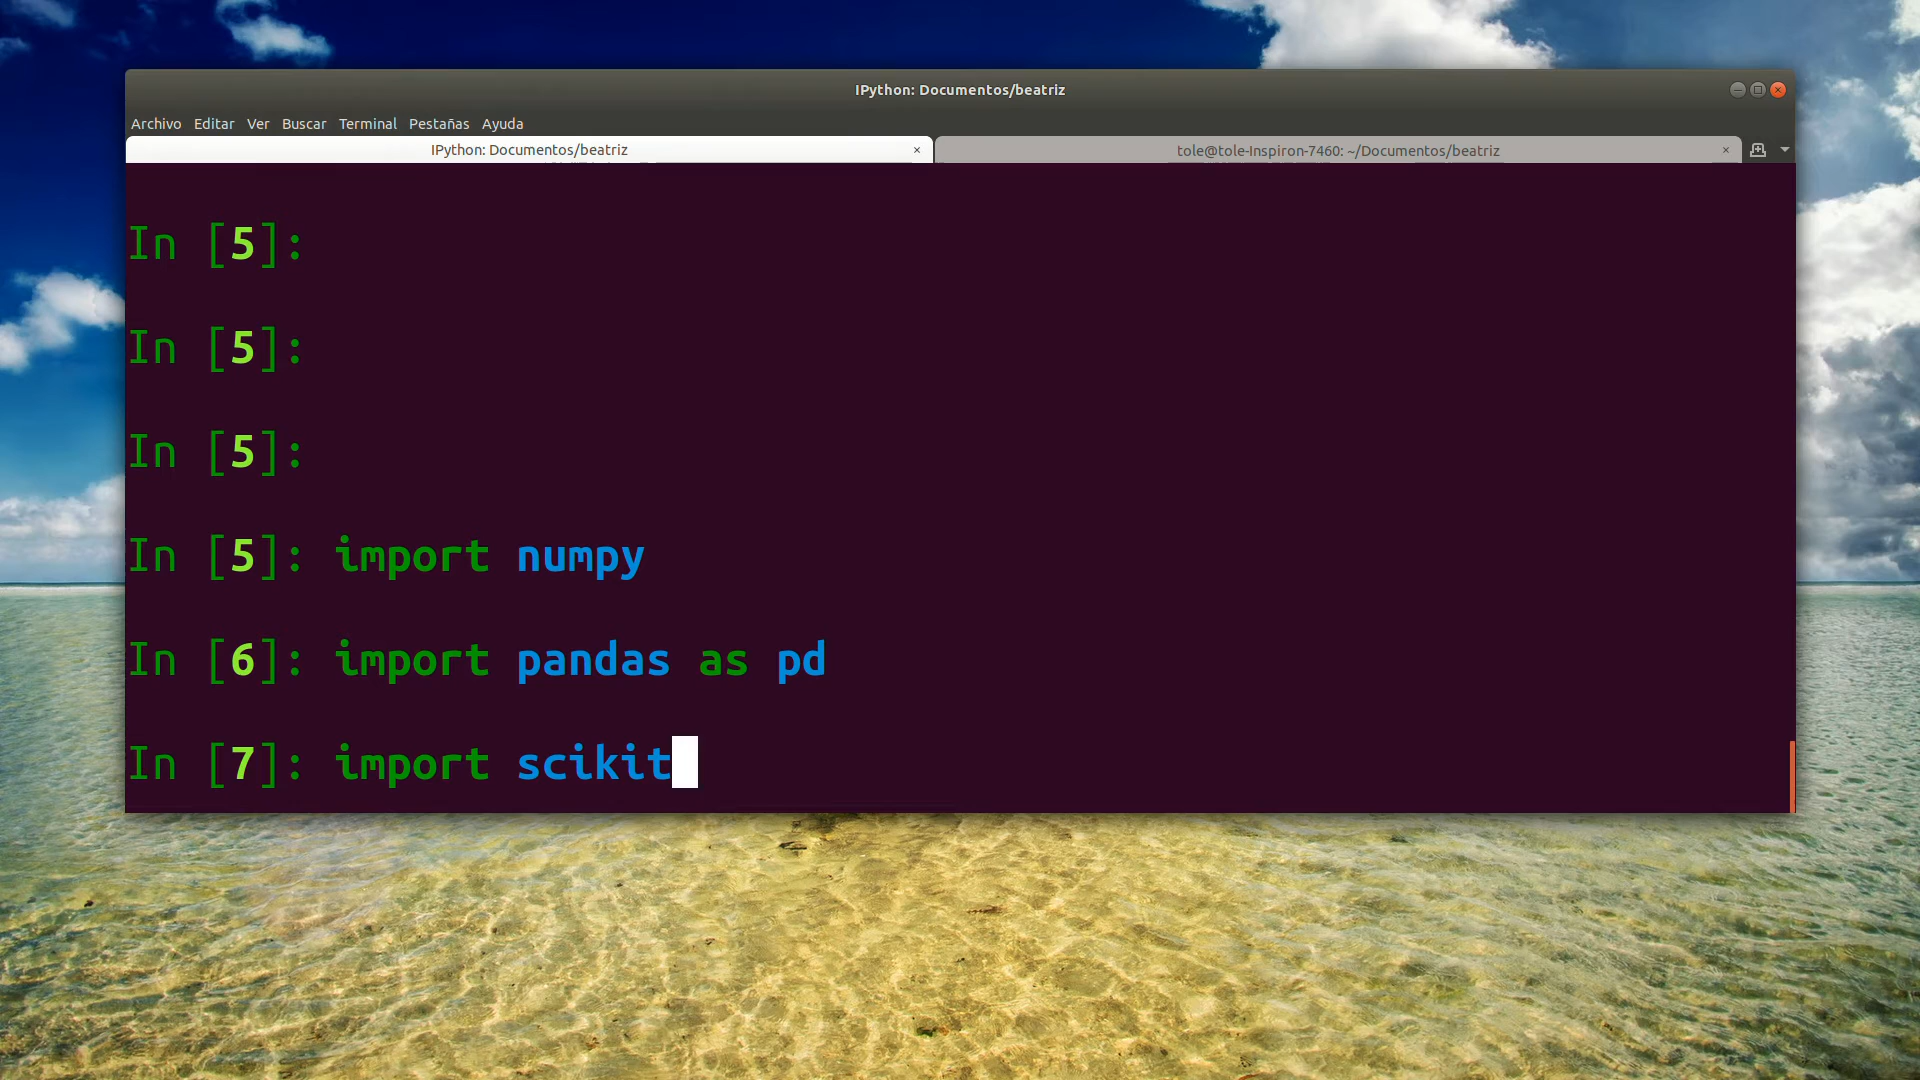 IPython: Documentos/beatriz
Archivo Editar Ver Buscar Terminal Pestañas Ayuda
IPython: Documentos/beatriz × tole@tole-Inspiron-7460: ~/Documentos/beatriz ×
In [5]:
In [5]:
In [5]:
In [5]: import numpy
In [6]: import pandas as pd
In [7]: import scikit